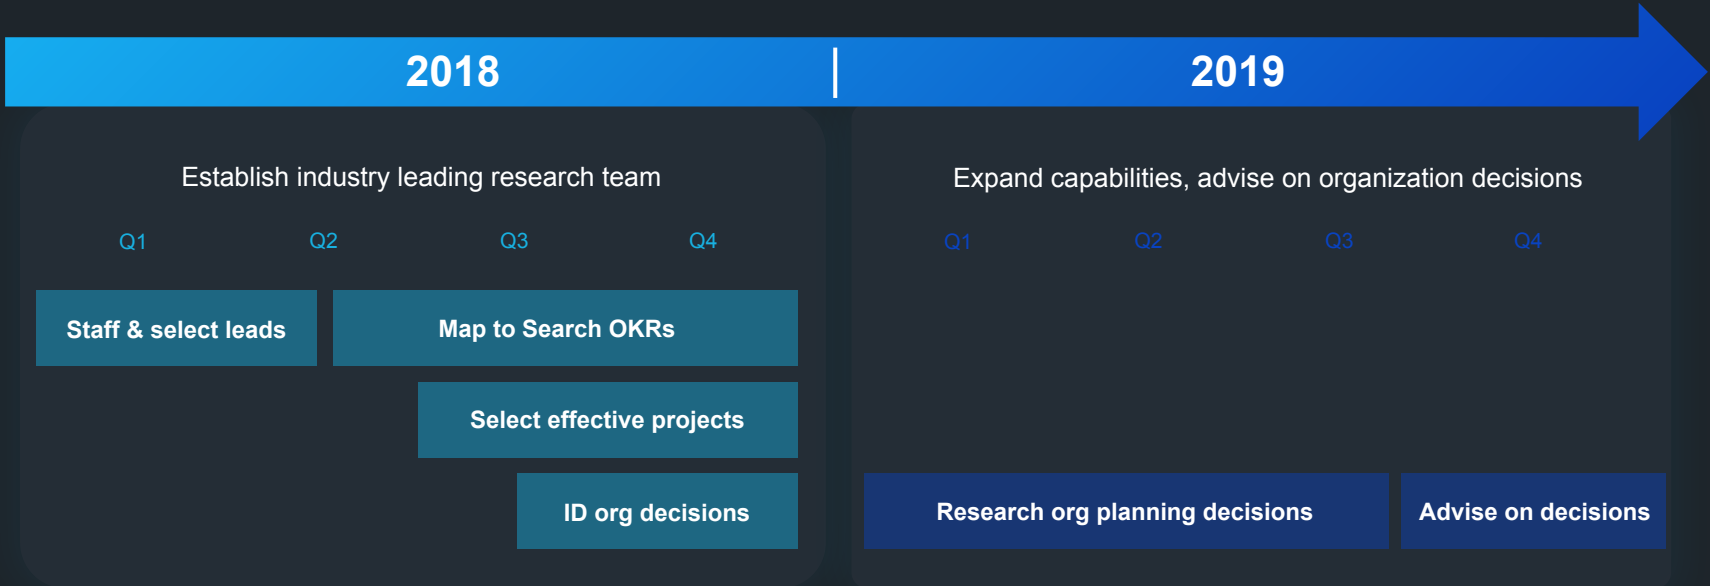 2018
2019
Establish industry leading research team
Expand capabilities, advise on organization decisions
Q1
Q2
Q3
Q4
Q1
Q2
Q3
Q4
Staff & select leads
Map to Search OKRs
Select effective projects
ID org decisions
Research org planning decisions
Advise on decisions